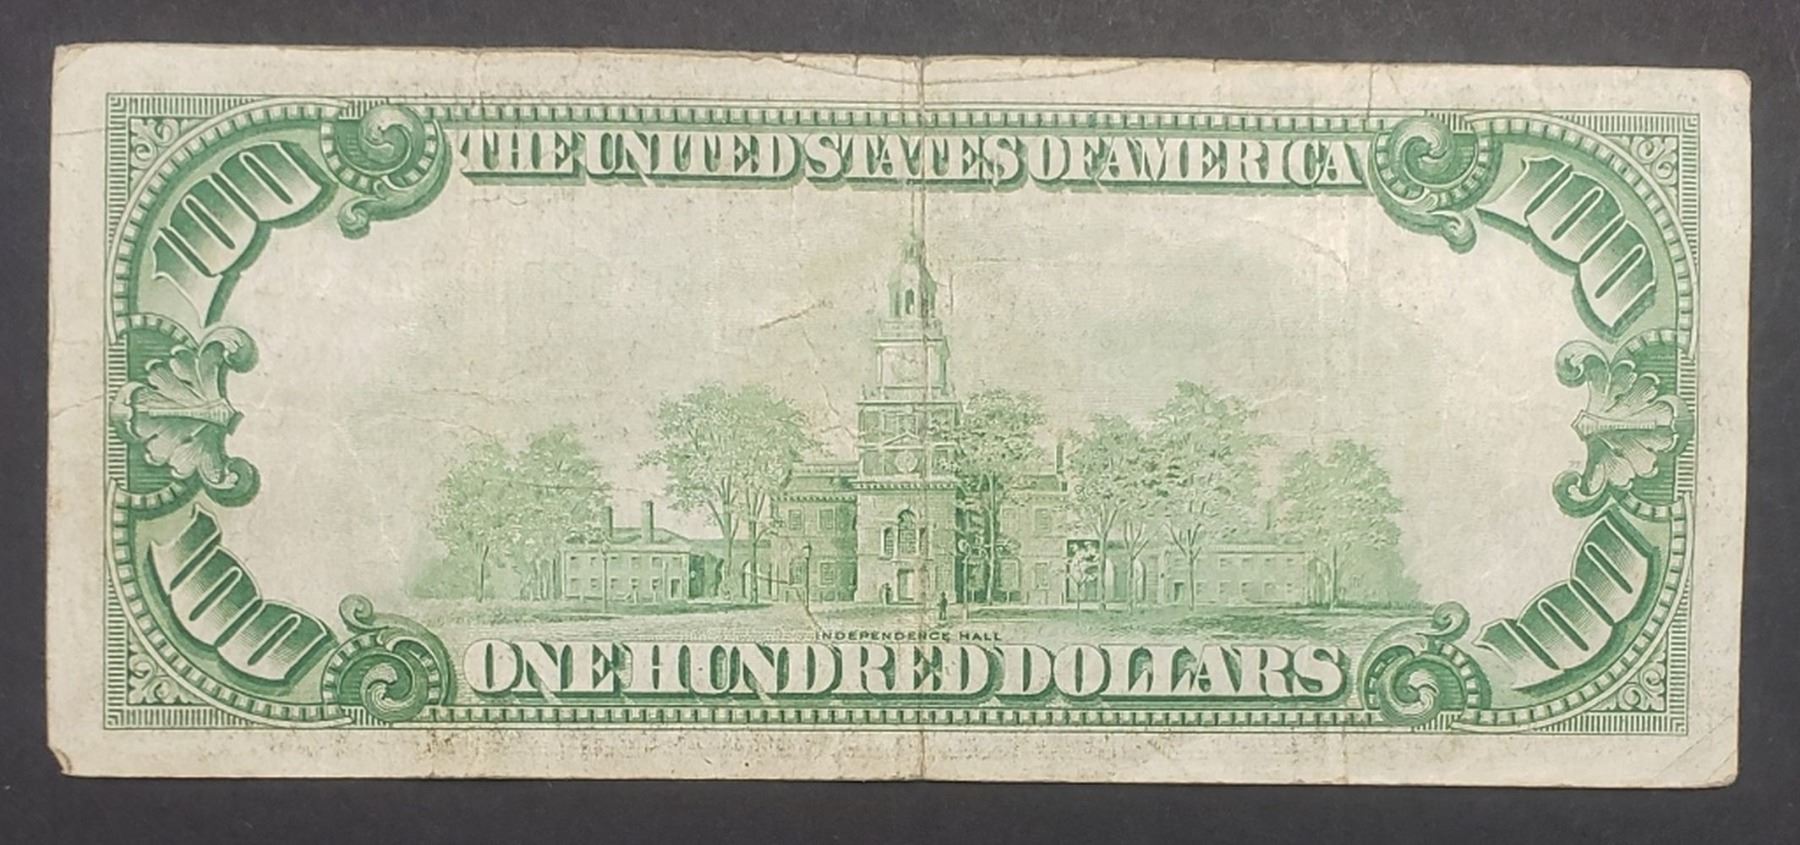 THE UNITED STATES OF AMERICA
100
100
100
100
INDEPENDENCE HALL
ONE HUNDRED DOLLARS